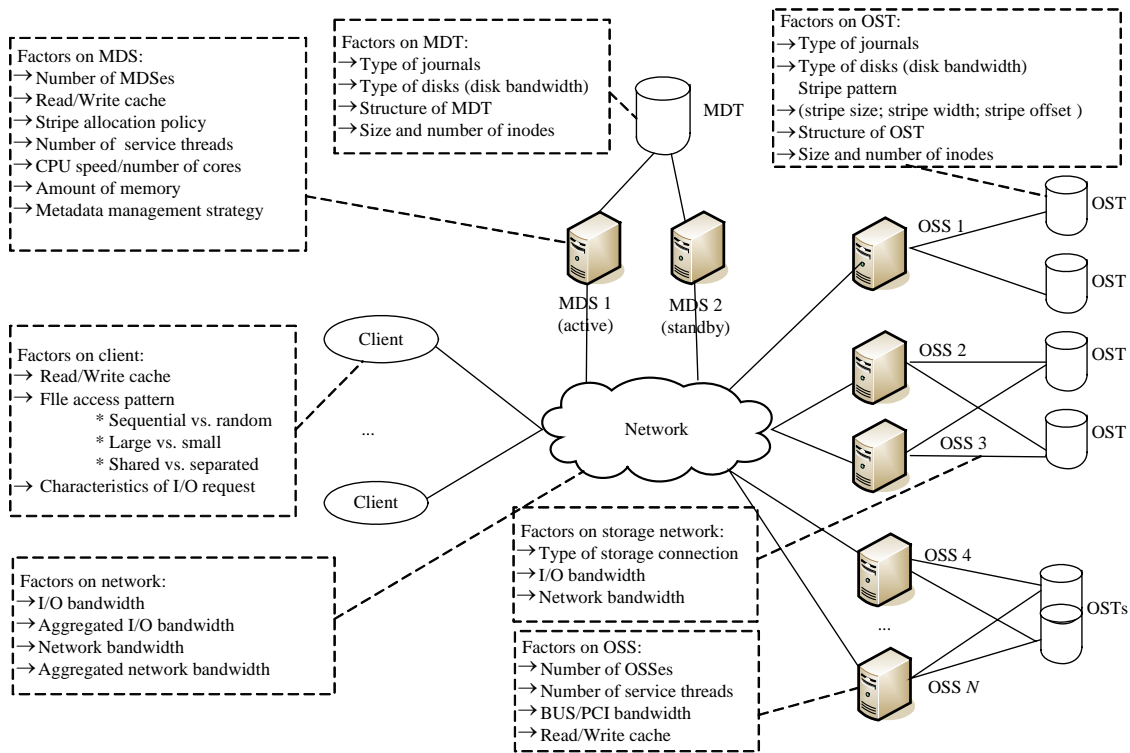 Factors on MDS:
→ Number of MDSes
→ Read/Write cache
→ Stripe allocation policy
→ Number of service threads
→ CPU speed/number of cores
→ Amount of memory
→ Metadata management strategy
Factors on MDT:
→ Type of journals
→ Type of disks (disk bandwidth)
→ Structure of MDT
→ Size and number of inodes
MDT
Factors on OST:
→ Type of journals
→ Type of disks (disk bandwidth)
Stripe pattern
→ (stripe size; stripe width; stripe offset )
→ Structure of OST
→ Size and number of inodes
OST
OSS 1
OST
MDS 1
(active)
MDS 2
(standby)
Factors on client:
→ Read/Write cache
→ FIle access pattern
* Sequential vs. random
* Large vs. small
* Shared vs. separated
→ Characteristics of I/O request
Client
...
Client
Network
OSS 2
OST
OSS 3
OST
Factors on network:
→ I/O bandwidth
→ Aggregated I/O bandwidth
→ Network bandwidth
→ Aggregated network bandwidth
Factors on storage network:
→ Type of storage connection
→ I/O bandwidth
→ Network bandwidth
OSS 4
...
OSTs
Factors on OSS:
→ Number of OSSes
→ Number of service threads
→ BUS/PCI bandwidth
→ Read/Write cache
OSS N